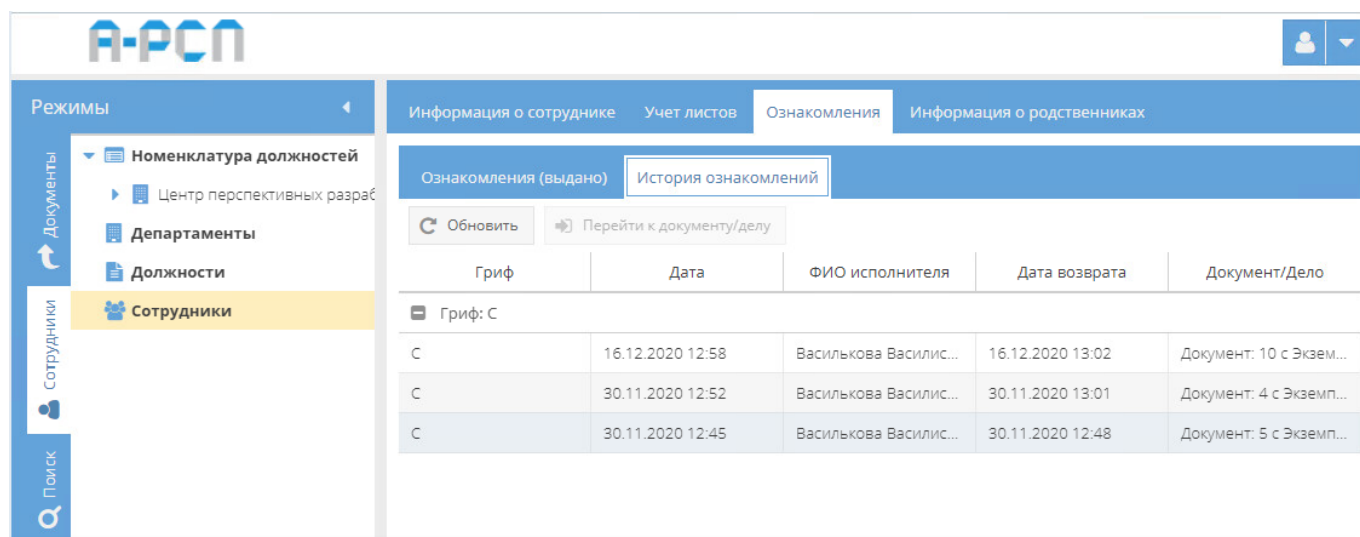 А-РСП
Режимы
Информация о сотруднике Учет листов Ознакомления Информация о родственниках
Документы
Номенклатура должностей
Центр перспективных разраб
Департаменты
Должности
Сотрудники
Сотрудники
Поиск
Ознакомления (выдано) История ознакомлений
Обновить Перейти к документу/делу
Гриф Дата ФИО исполнителя Дата возврата Документ/Дело
Гриф: С
С 16.12.2020 12:58 Василькова Василис... 16.12.2020 13:02 Документ: 10 с Экзем...
С 30.11.2020 12:52 Василькова Василис... 30.11.2020 13:01 Документ: 4 с Экземп...
С 30.11.2020 12:45 Василькова Василис... 30.11.2020 12:48 Документ: 5 с Экземп...